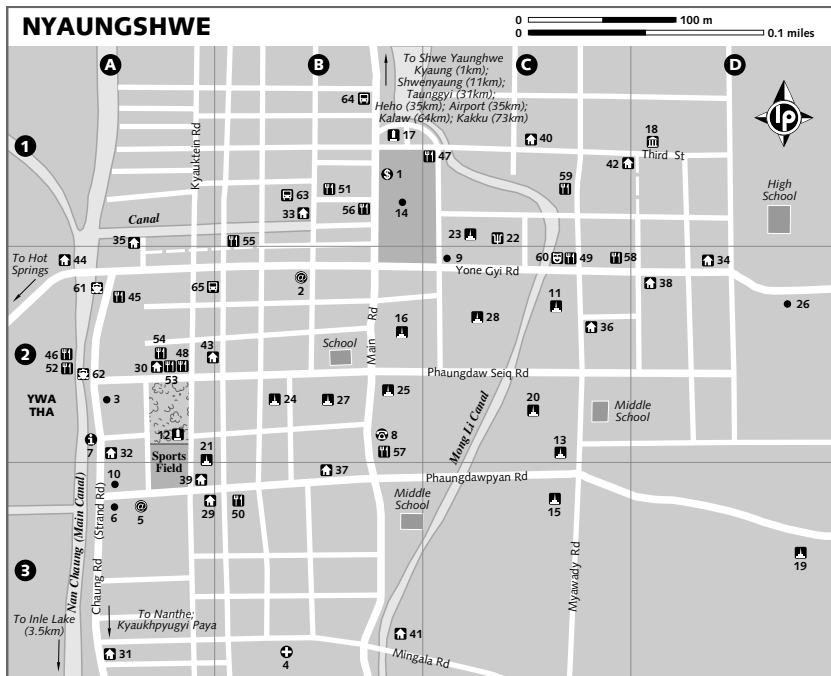 NYAUNGSHWE
0 100 m
0 0.1 miles
A
B
C
D
To Shwe Yaunghwe
Kyaung (1km);
Shwenyaung (11km);
Taunggyi (31km);
Heho (35km); Airport (35km);
Kalaw (64km); Kakku (73km)
lp
64
17
40
18
1
Third St
Kyauktein Rd
47
42
1
59
51
63
High
School
33
56
14
Canal
23
22
35
55
To Hot
Springs
44
9
60
49
58
34
Yone Gyi Rd
61
65
2
38
45
11
26
16
28
36
Main Rd
54
43
School
46
48
2
52
30
62
53
Phaungdaw Seiq Rd
25
YWA
THA
3
24
27
20
Middle
School
12
8
7
32
Sports
Field
21
57
13
Mong Li Canal
10
39
37
Phaungdawpyan Rd
6
5
29
50
Middle
School
15
Nan Chaung (Main Canal)
Chaung Rd (Strand Rd)
19
3
Myawady Rd
To Inle Lake
(3.5km)
To Nanthe;
Kyaukhpyugyi Paya
41
31
4
Mingala Rd